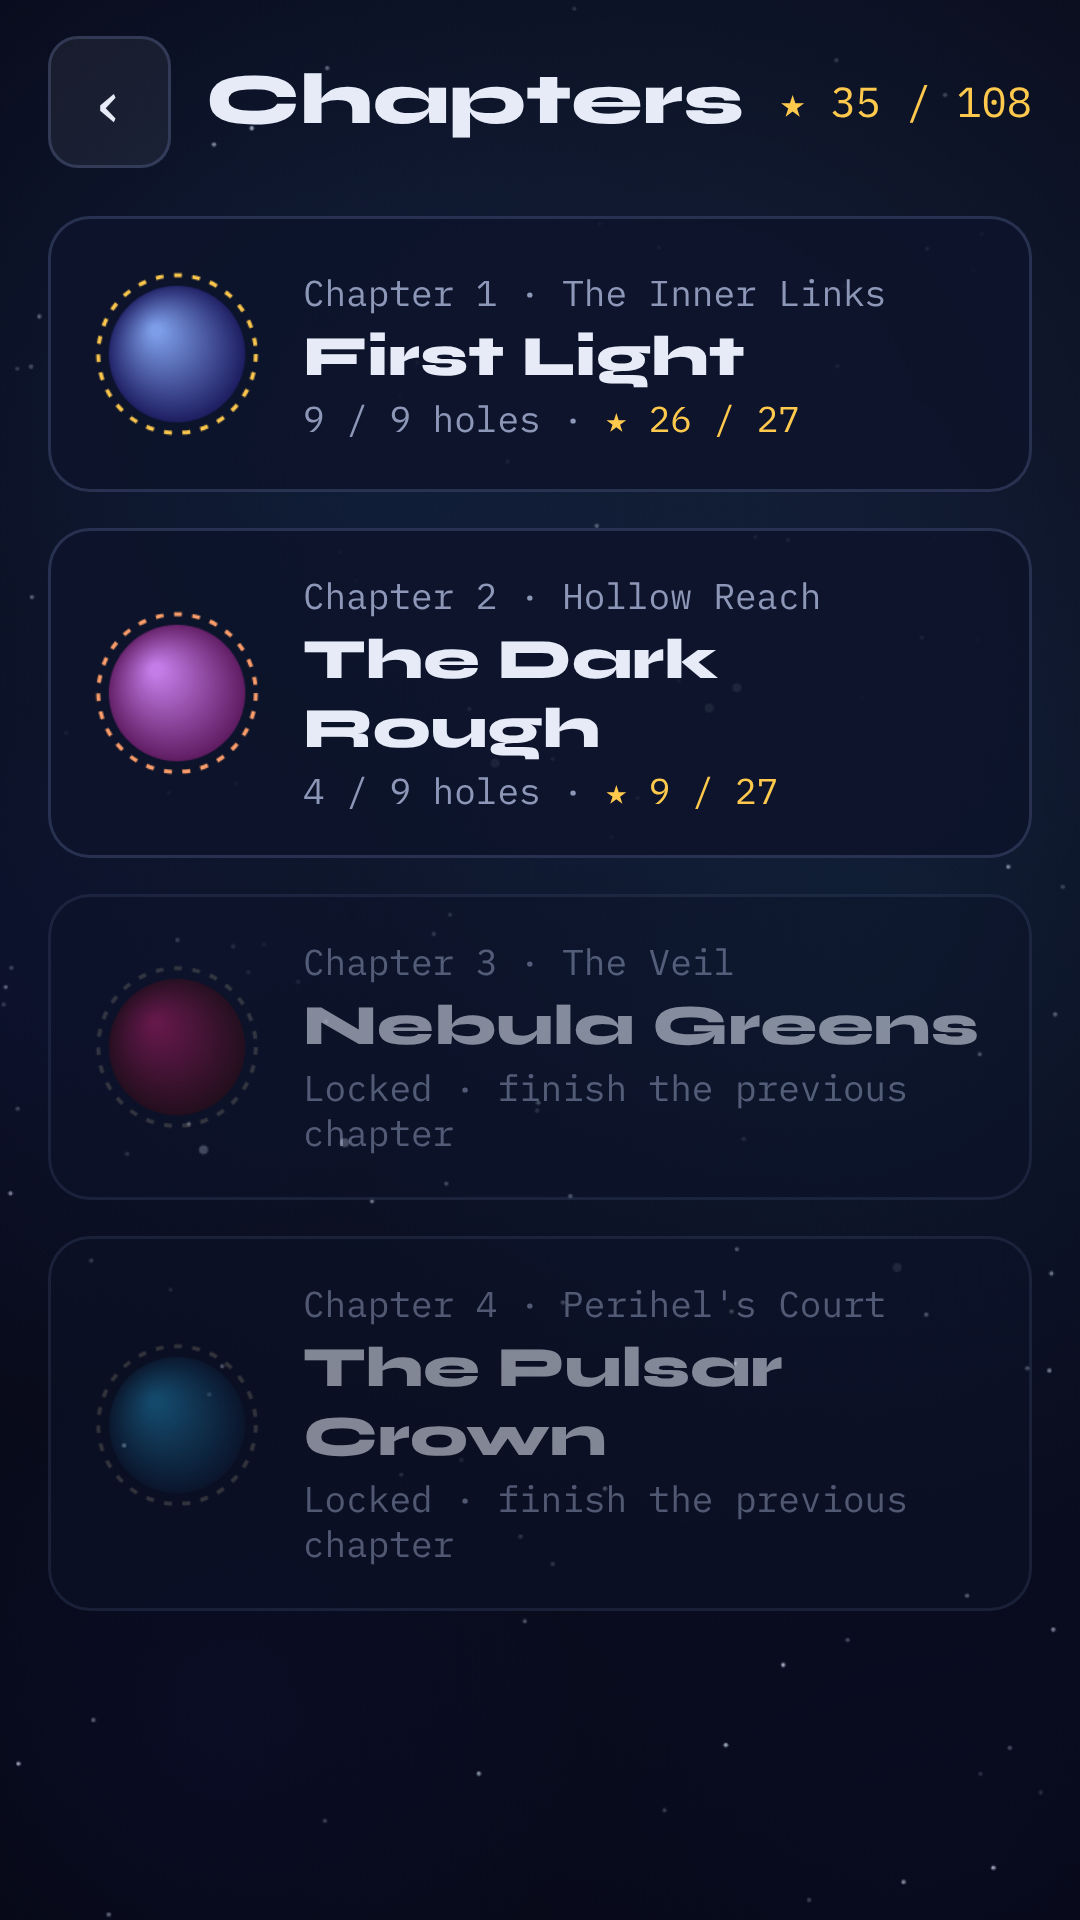 ‹ Chapters ★ 35 / 108
Chapter 1 · The Inner Links
First Light
9 / 9 holes · ★ 26 / 27
Chapter 2 · Hollow Reach
The Dark
Rough
4 / 9 holes · ★ 9 / 27
Chapter 3 · The Veil
Nebula Greens
Locked · finish the previous
chapter
Chapter 4 · Perihel's Court
The Pulsar
Crown
Locked · finish the previous
chapter